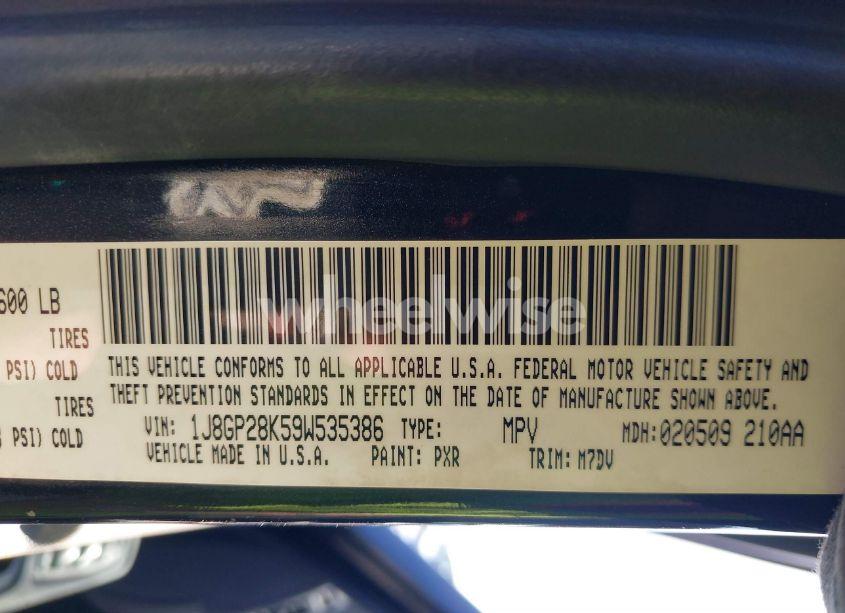 600 LB
TIRES
PSI) COLD
TIRES
PSI) COLD
wheelwise
THIS VEHICLE CONFORMS TO ALL APPLICABLE U.S.A. FEDERAL MOTOR VEHICLE SAFETY AND
THEFT PREVENTION STANDARDS IN EFFECT ON THE DATE OF MANUFACTURE SHOWN ABOVE.
VIN: 1J8GP28K59W535386 TYPE: MPV MDH:020509 210AA
VEHICLE MADE IN U.S.A. PAINT: PXR TRIM: M7DV